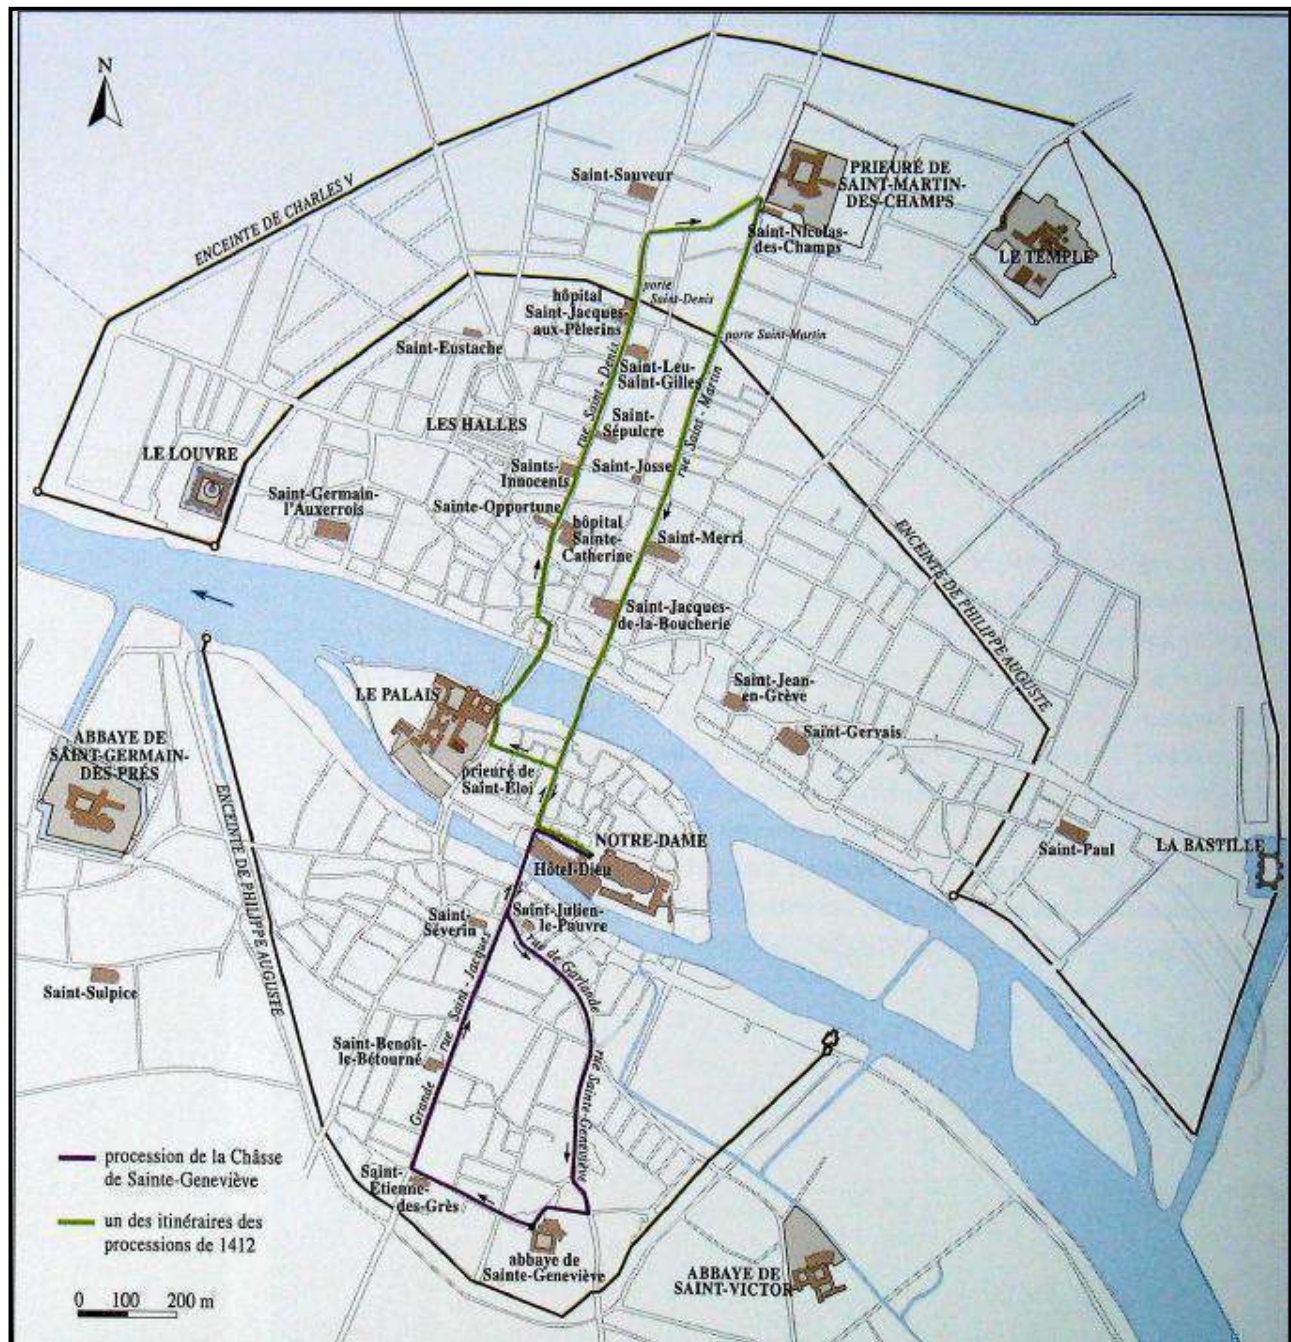 N
ENCEINTE DE CHARLES V
Saint-Sauveur
PRIEURÉ DE
SAINT-MARTIN-
DES-CHAMPS
Saint-Nicolas-
des-Champs
LE TEMPLE
porte
Saint-Denis
hôpital
Saint-Jacques-
aux-Pèlerins
porte Saint-Martin
Saint-Eustache
rue Saint - Denis
Saint-Leu-
Saint-Gilles
rue Saint - Martin
LES HALLES
Saint-
Sépulcre
LE LOUVRE
Saints-
Innocents
Saint-Josse
Saint-Germain-
l'Auxerrois
Sainte-Opportune
hôpital
Sainte-
Catherine
Saint-Merri
ENCEINTE DE PHILIPPE AUGUSTE
Saint-Jacques-
de-la-Boucherie
LE PALAIS
Saint-Jean-
en-Grève
Saint-Gervais
ABBAYE DE
SAINT-GERMAIN-
DES-PRÉS
prieuré de
Saint-Éloi
ENCEINTE DE PHILIPPE AUGUSTE
NOTRE-DAME
Hôtel-Dieu
Saint-Paul
LA BASTILLE
Saint-
Séverin
Saint-Julien-
le-Pauvre
rue de Garlande
Saint-Sulpice
Grande rue Saint - Jacques
Saint-Benoît-
le-Bétourné
rue Sainte-Geneviève
procession de la Châsse
de Sainte-Geneviève
Saint-
Etienne-
des-Grès
un des itinéraires des
processions de 1412
abbaye de
Sainte-Geneviève
ABBAYE DE
SAINT-VICTOR
0 100 200 m